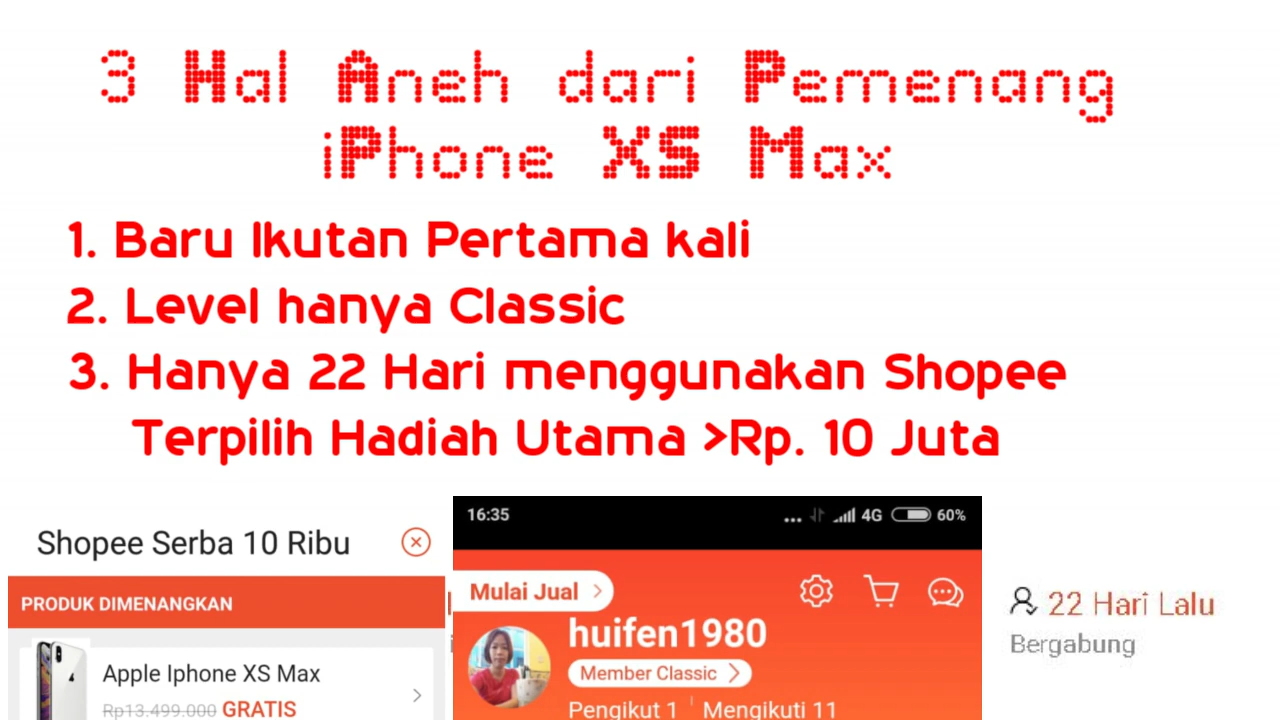 3 Hal Aneh dari Pemenang
iPhone XS Max
1. Baru Ikutan Pertama kali
2. Level hanya Classic
3. Hanya 22 Hari menggunakan Shopee
Terpilih Hadiah Utama >Rp. 10 Juta
Shopee Serba 10 Ribu
PRODUK DIMENANGKAN
Apple Iphone XS Max
Rp13.499.000 GRATIS
16:35
4G 60%
Mulai Jual
huifen1980
Member Classic
Pengikut 1 Mengikuti 11
22 Hari Lalu
Bergabung